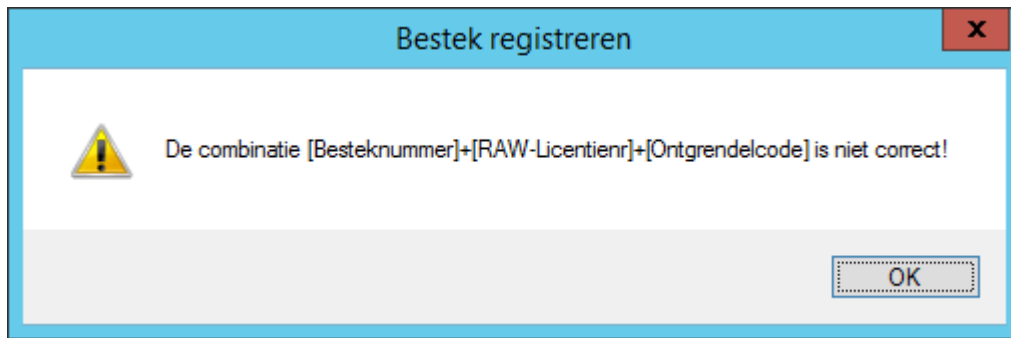 Bestek registreren
x
De combinatie [Besteknummer]+[RAW-Licentienr]+[Ontgrendelcode] is niet correct!
OK